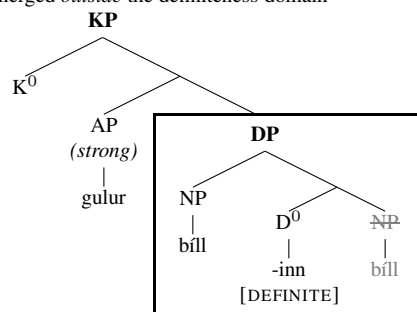 merged outside the definiteness domain
KP
K0
AP
(strong)
gulur
DP
NP
bíll
D0
-inn
[DEFINITE]
NP
bíll